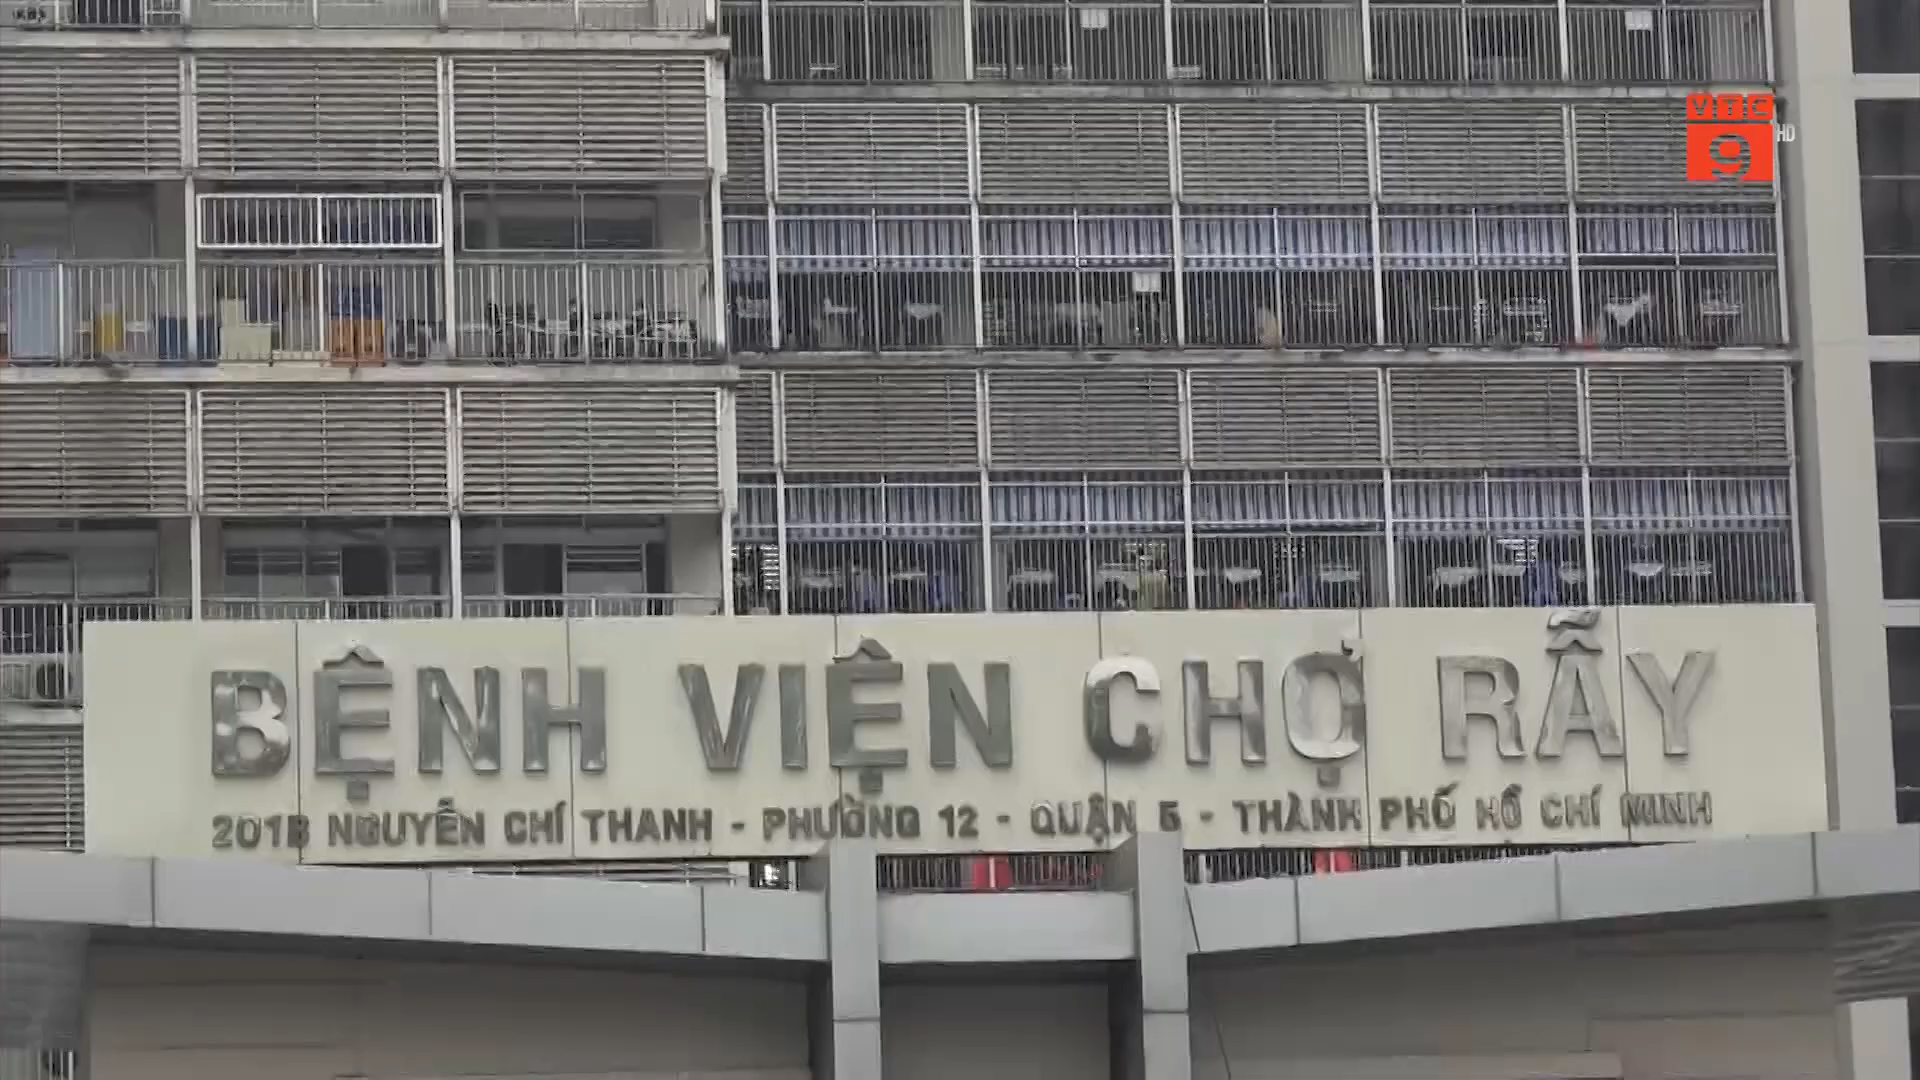 VTC
9
HD
BỆNH VIỆN CHỢ RẪY
201B NGUYỄN CHÍ THANH - PHƯỜNG 12 - QUẬN 5 - THÀNH PHỐ HỒ CHÍ MINH